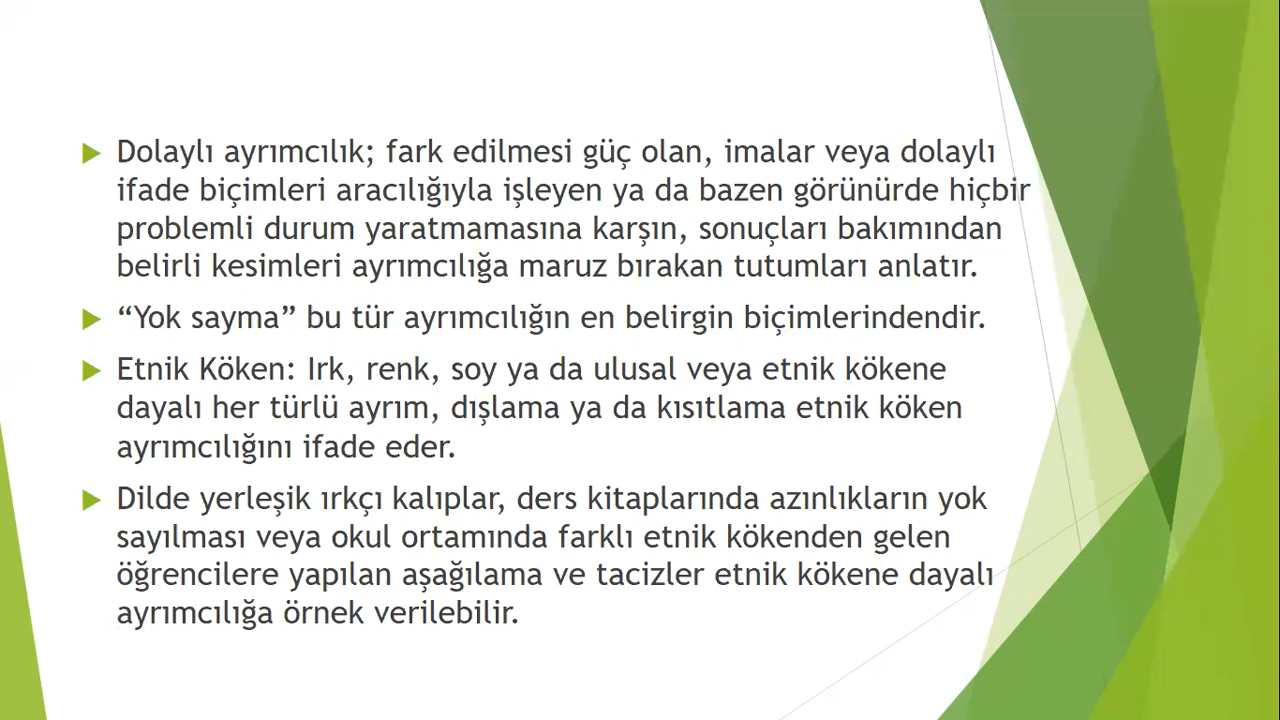 Dolaylı ayrımcılık; fark edilmesi güç olan, imalar veya dolaylı
ifade biçimleri aracılığıyla işleyen ya da bazen görünürde hiçbir
problemli durum yaratmamasına karşın, sonuçları bakımından
belirli kesimleri ayrımcılığa maruz bırakan tutumları anlatır.
“Yok sayma” bu tür ayrımcılığın en belirgin biçimlerindendir.
Etnik Köken: Irk, renk, soy ya da ulusal veya etnik kökene
dayalı her türlü ayrım, dışlama ya da kısıtlama etnik köken
ayrımcılığını ifade eder.
Dilde yerleşik ırkçı kalıplar, ders kitaplarında azınlıkların yok
sayılması veya okul ortamında farklı etnik kökenden gelen
öğrencilere yapılan aşağılama ve tacizler etnik kökene dayalı
ayrımcılığa örnek verilebilir.